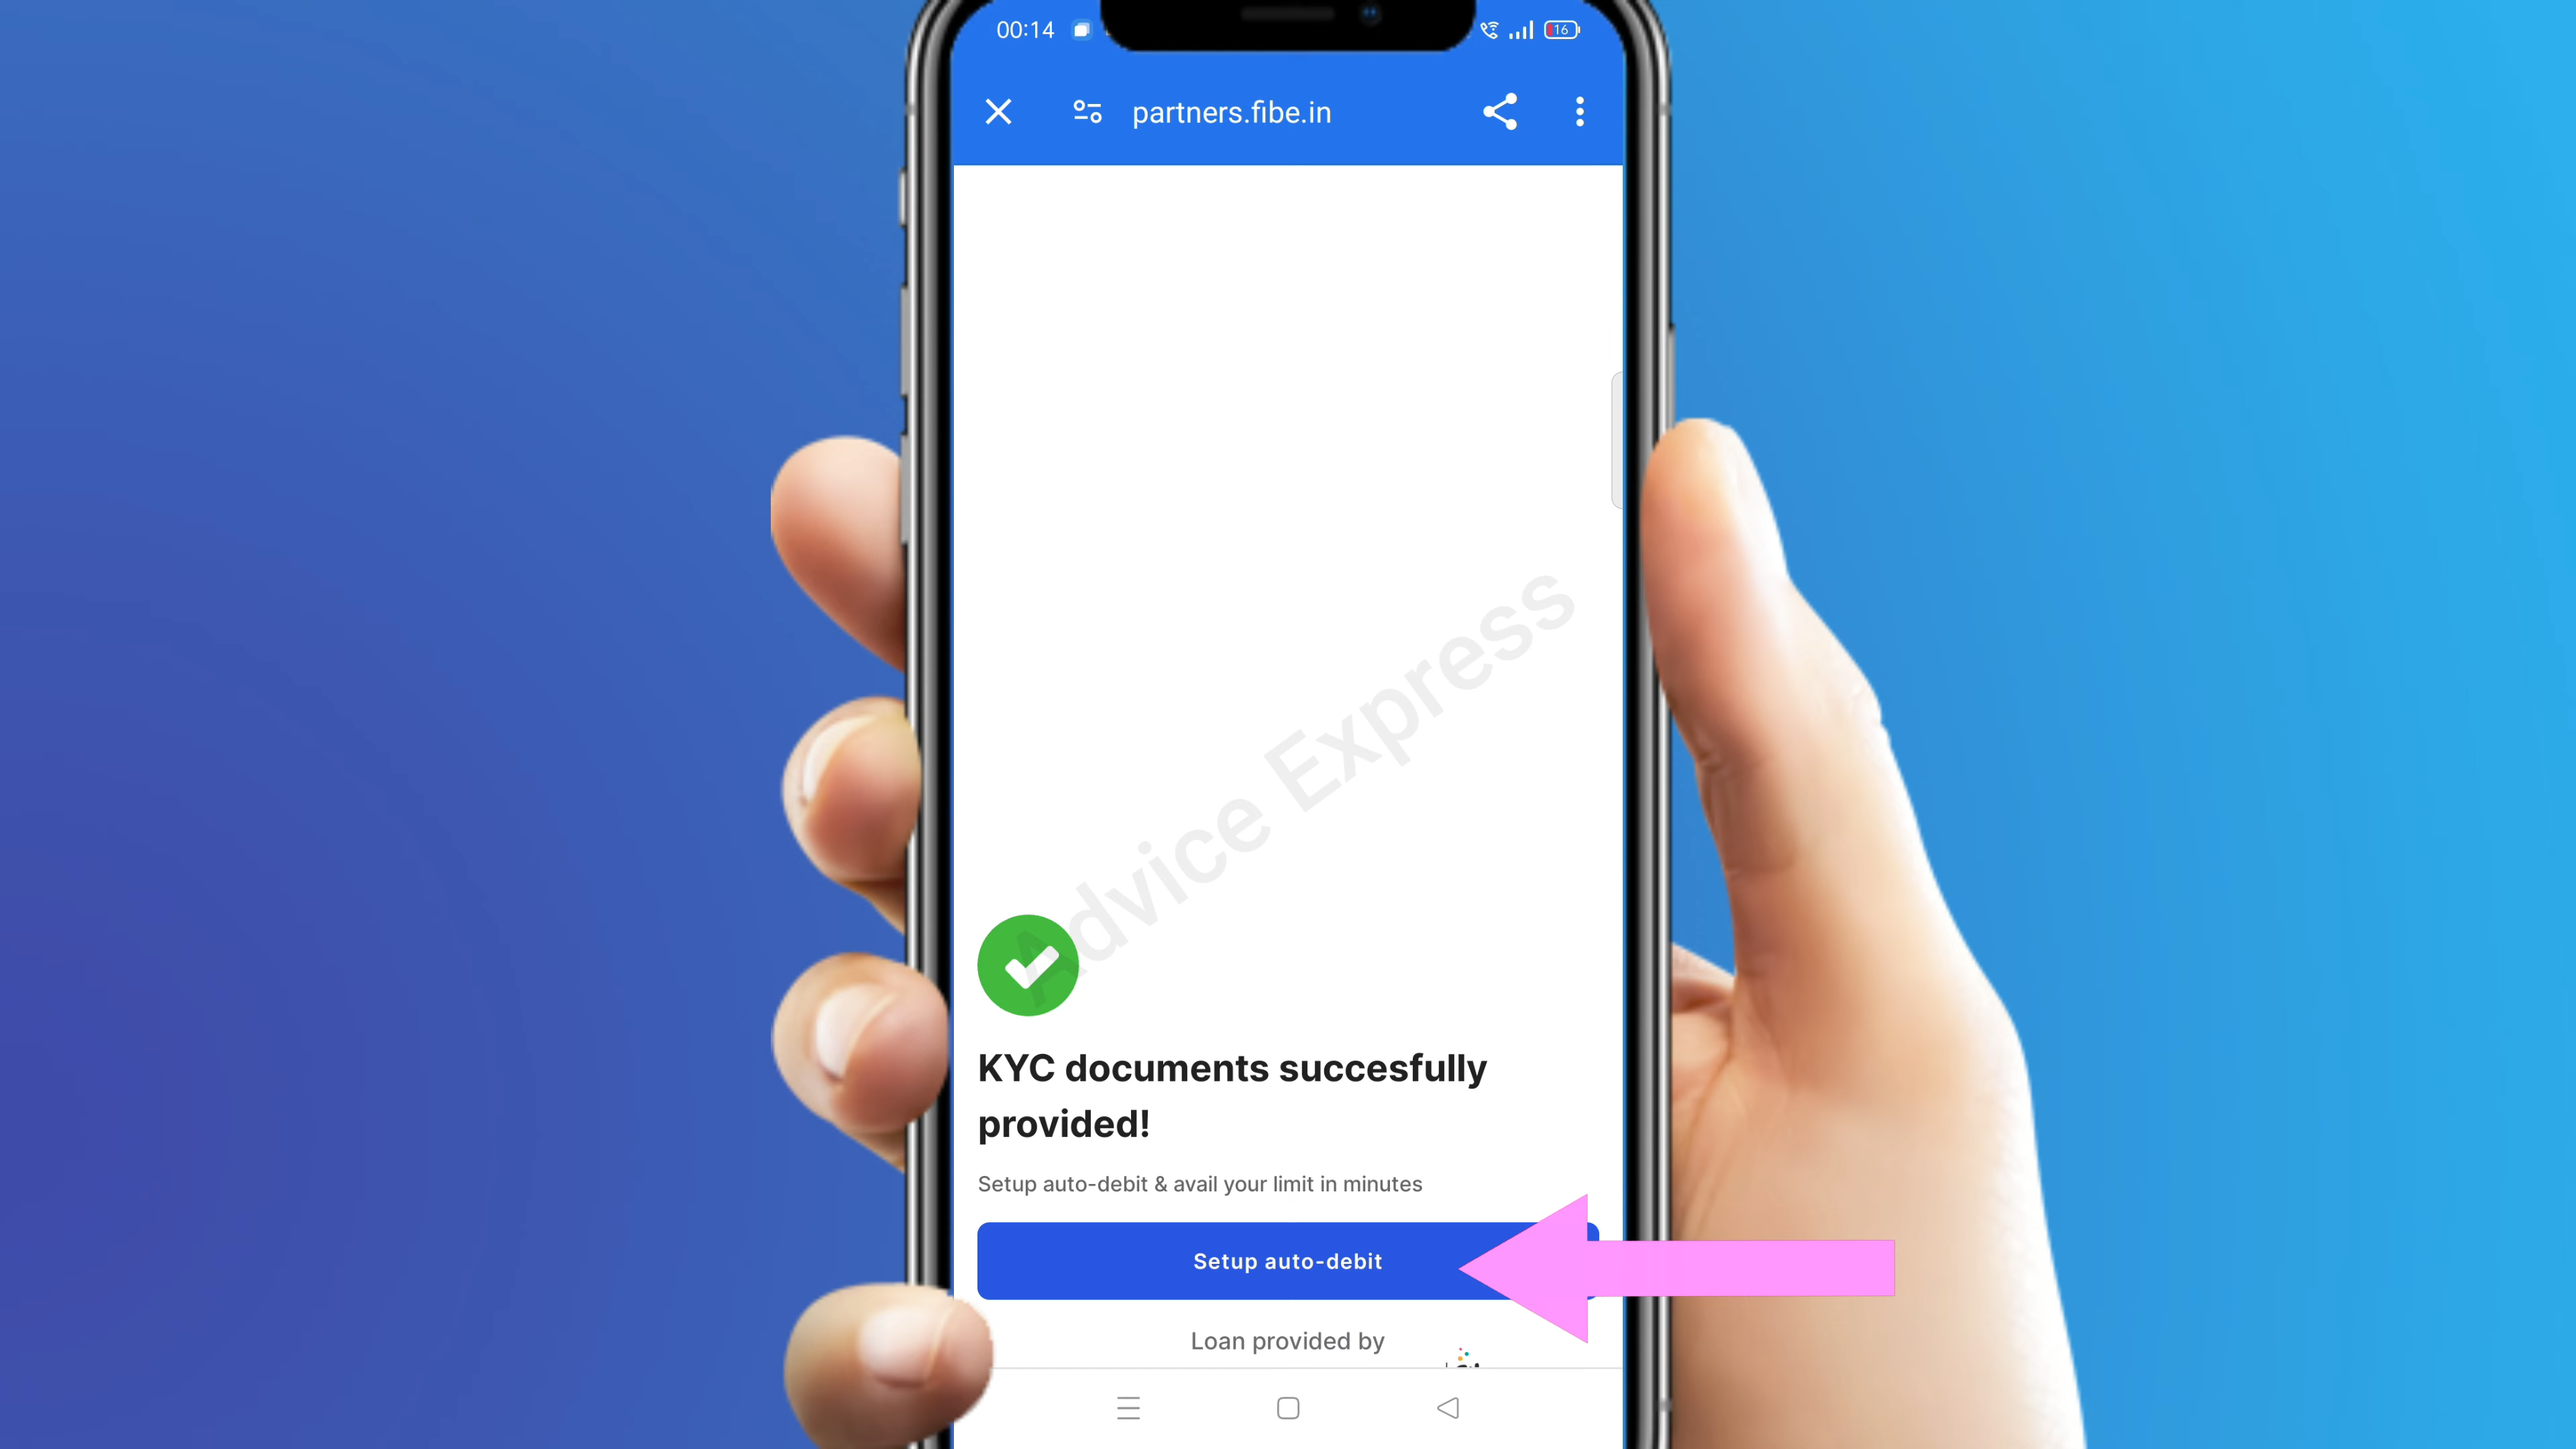 00:14
16
partners.fibe.in
Advice Express
KYC documents succesfully
provided!
Setup auto-debit & avail your limit in minutes
Setup auto-debit
Loan provided by